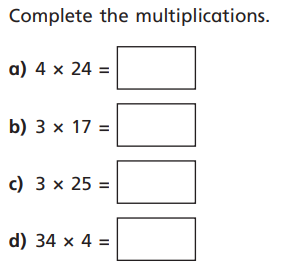 Complete the multiplications.
a) 4 × 24 =
b) 3 × 17 =
c) 3 × 25 =
d) 34 × 4 =